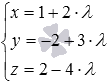 x = 1 + 2 · λ
y = −2 + 3 · λ
z = 2 − 4 · λ